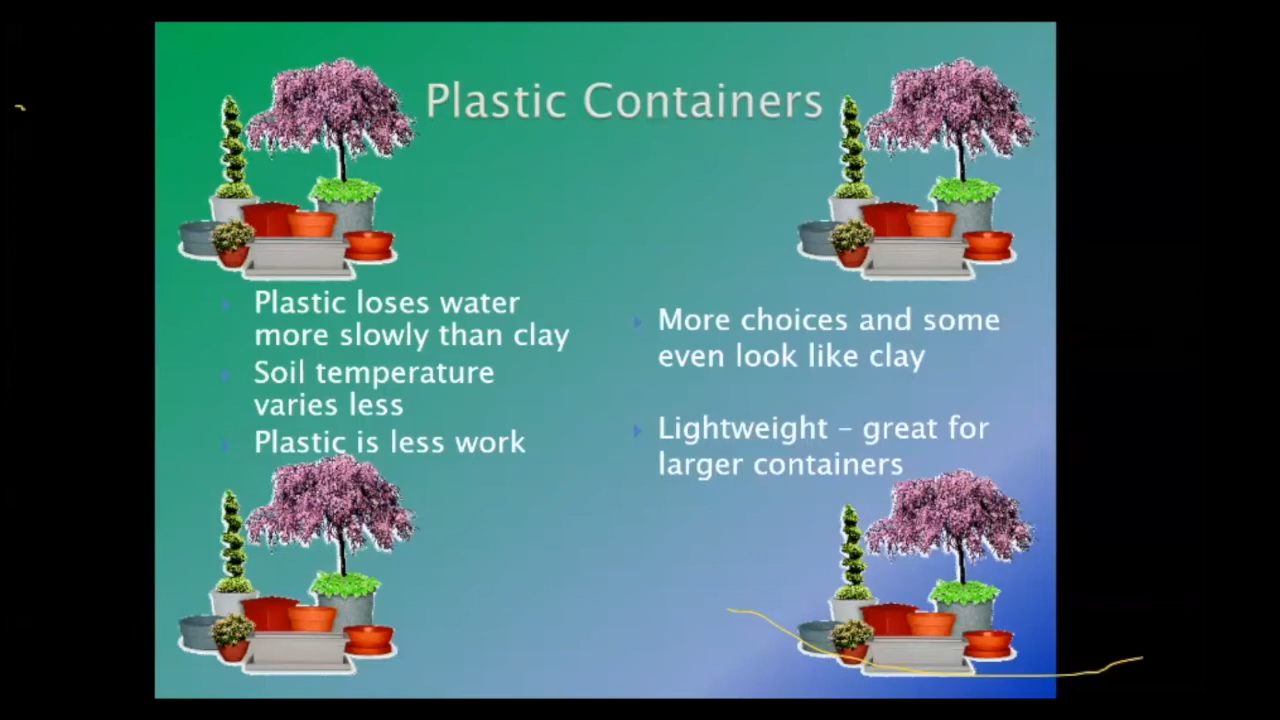 Plastic Containers
Plastic loses water
more slowly than clay
Soil temperature
varies less
Plastic is less work
More choices and some
even look like clay
Lightweight – great for
larger containers